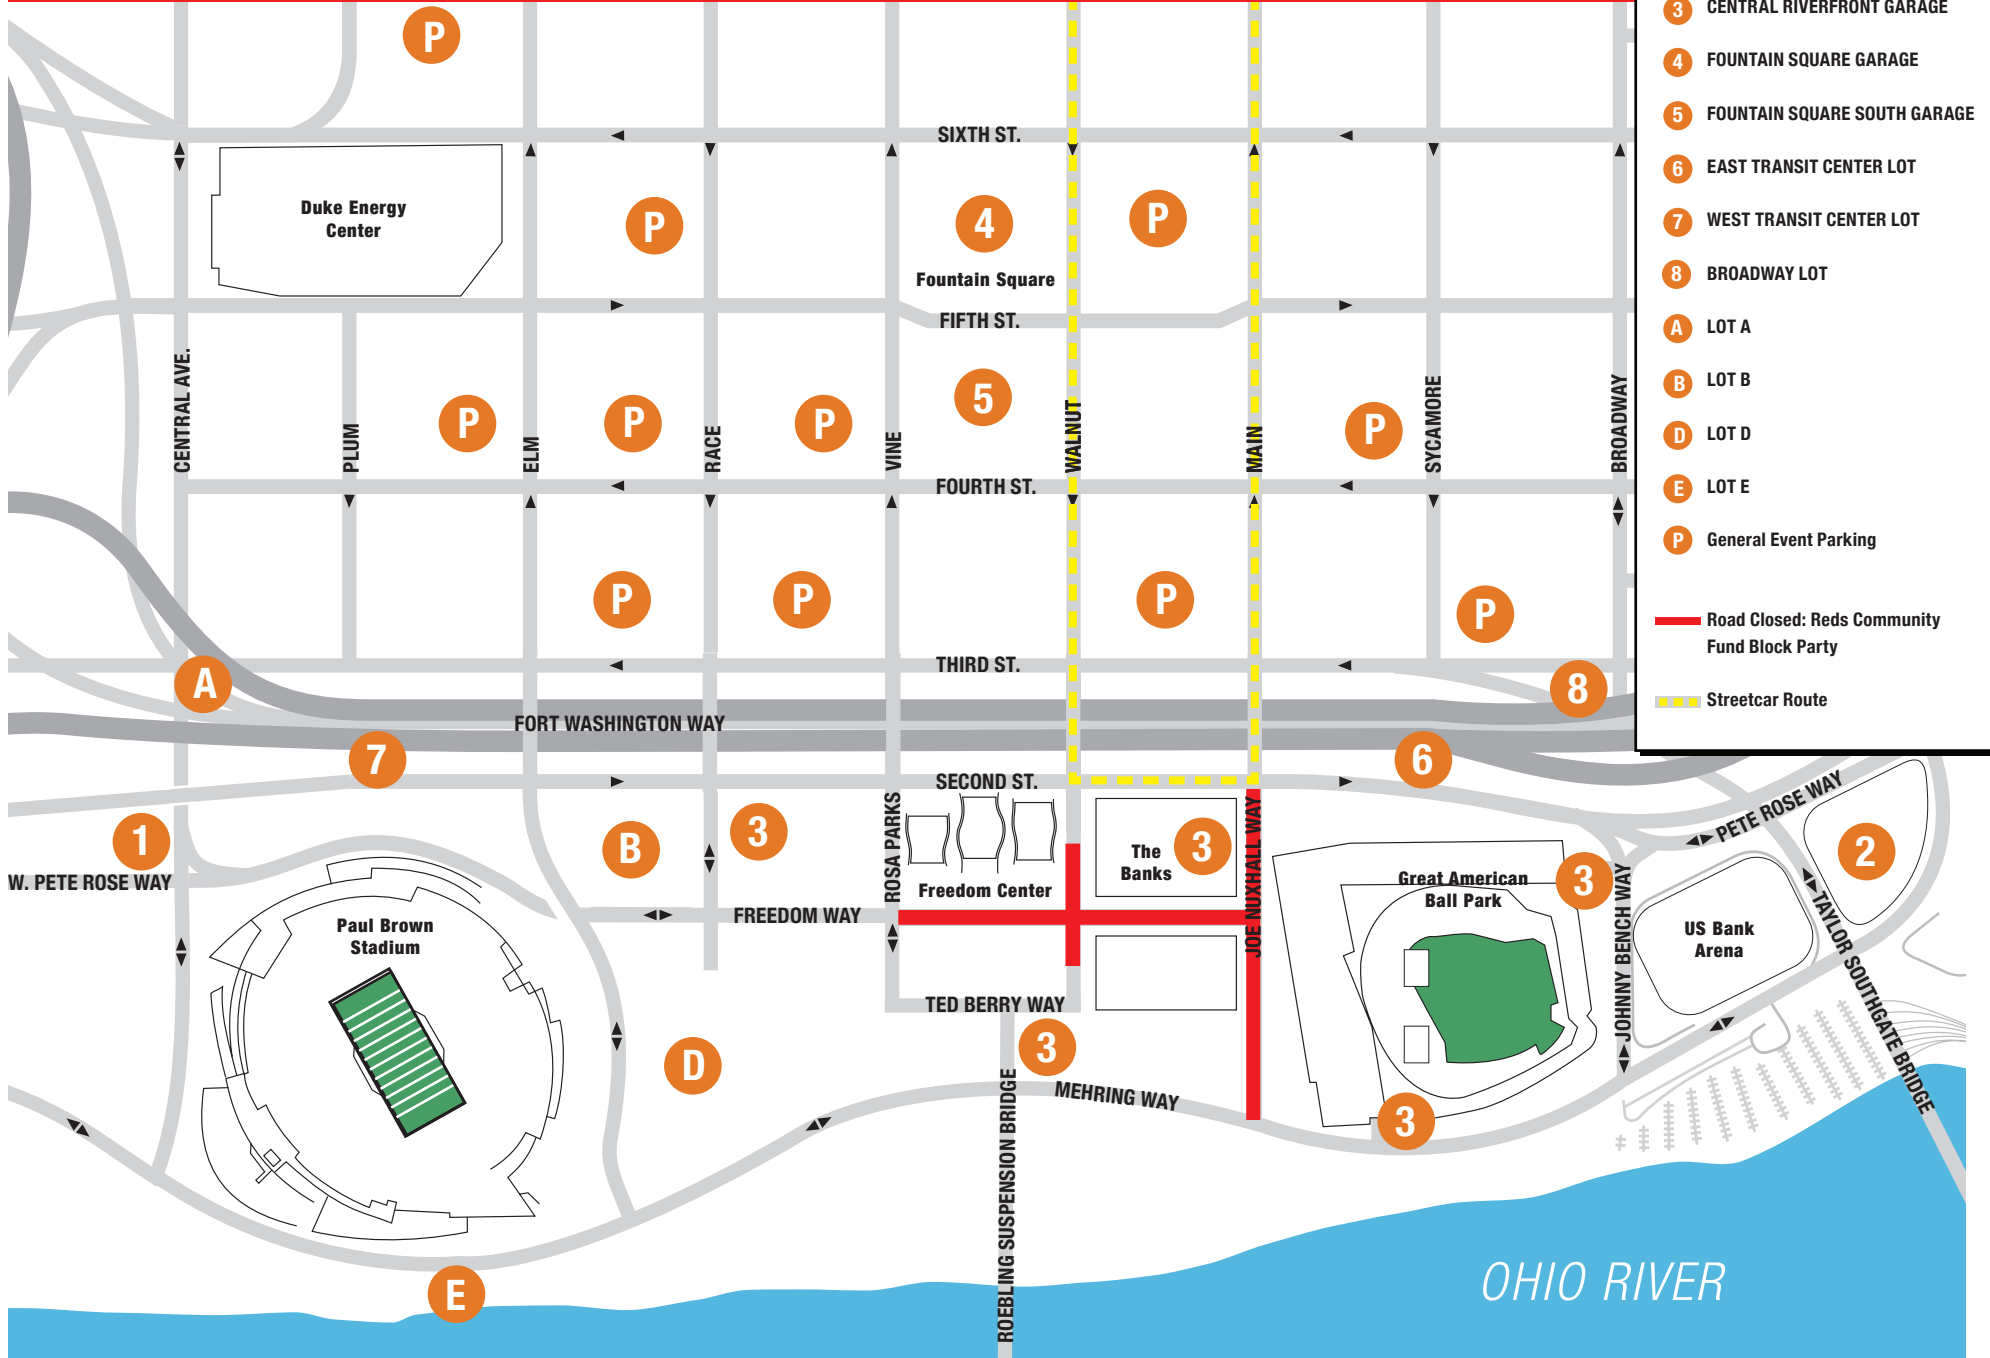 3 CENTRAL RIVERFRONT GARAGE
4 FOUNTAIN SQUARE GARAGE
5 FOUNTAIN SQUARE SOUTH GARAGE
6 EAST TRANSIT CENTER LOT
7 WEST TRANSIT CENTER LOT
8 BROADWAY LOT
A LOT A
B LOT B
D LOT D
E LOT E
P General Event Parking
Road Closed: Reds Community
Fund Block Party
Streetcar Route
P
SIXTH ST.
Duke Energy
Center
P
4
P
Fountain Square
FIFTH ST.
CENTRAL AVE.
PLUM
ELM
RACE
VINE
WALNUT
MAIN
SYCAMORE
BROADWAY
P
P
P
5
P
FOURTH ST.
P
P
P
P
THIRD ST.
A
8
FORT WASHINGTON WAY
7
6
SECOND ST.
1
B
3
ROSA PARKS
The
Banks
3
JOE NUXHALL WAY
PETE ROSE WAY
2
W. PETE ROSE WAY
Freedom Center
Great American
Ball Park
3
FREEDOM WAY
Paul Brown
Stadium
JOHNNY BENCH WAY
US Bank
Arena
TAYLOR SOUTHGATE BRIDGE
TED BERRY WAY
3
D
MEHRING WAY
3
ROEBLING SUSPENSION BRIDGE
E
OHIO RIVER